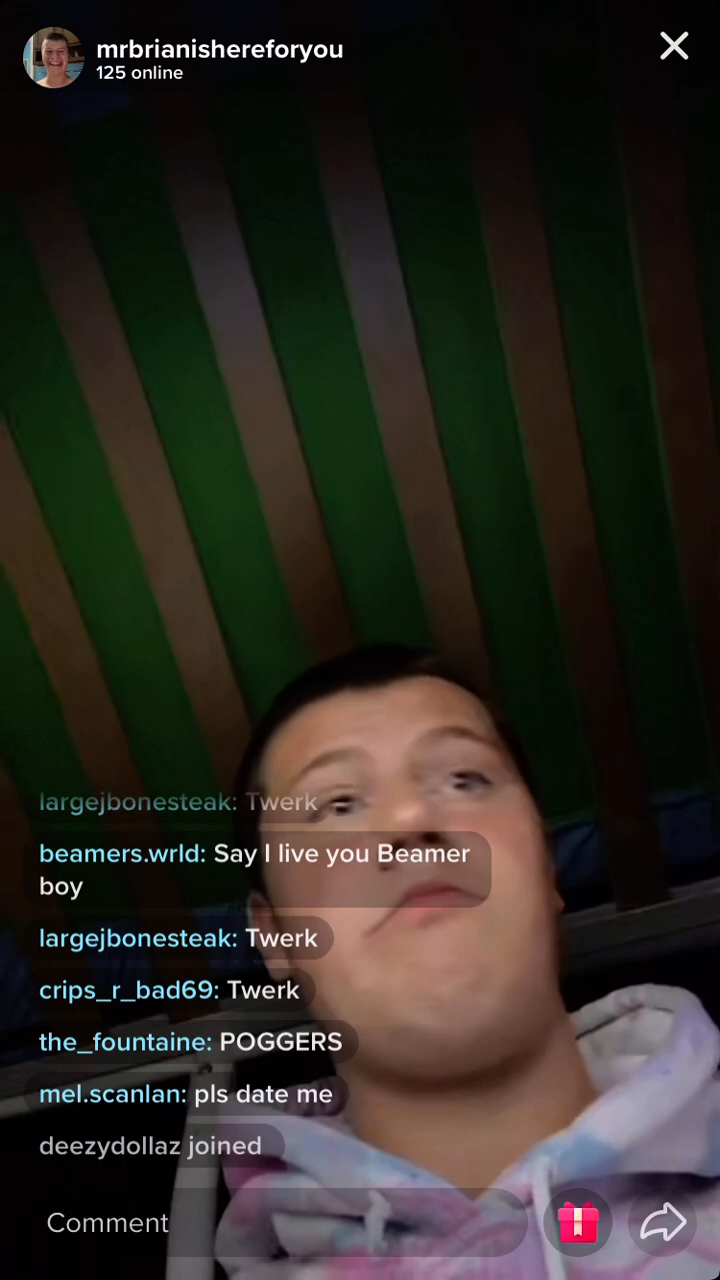 mrbrianishereforyou
125 online
largejbonesteak: Twerk
beamers.wrld: Say I live you Beamer
boy
largejbonesteak: Twerk
crips_r_bad69: Twerk
the_fountaine: POGGERS
mel.scanlan: pls date me
deezydollaz joined
Comment